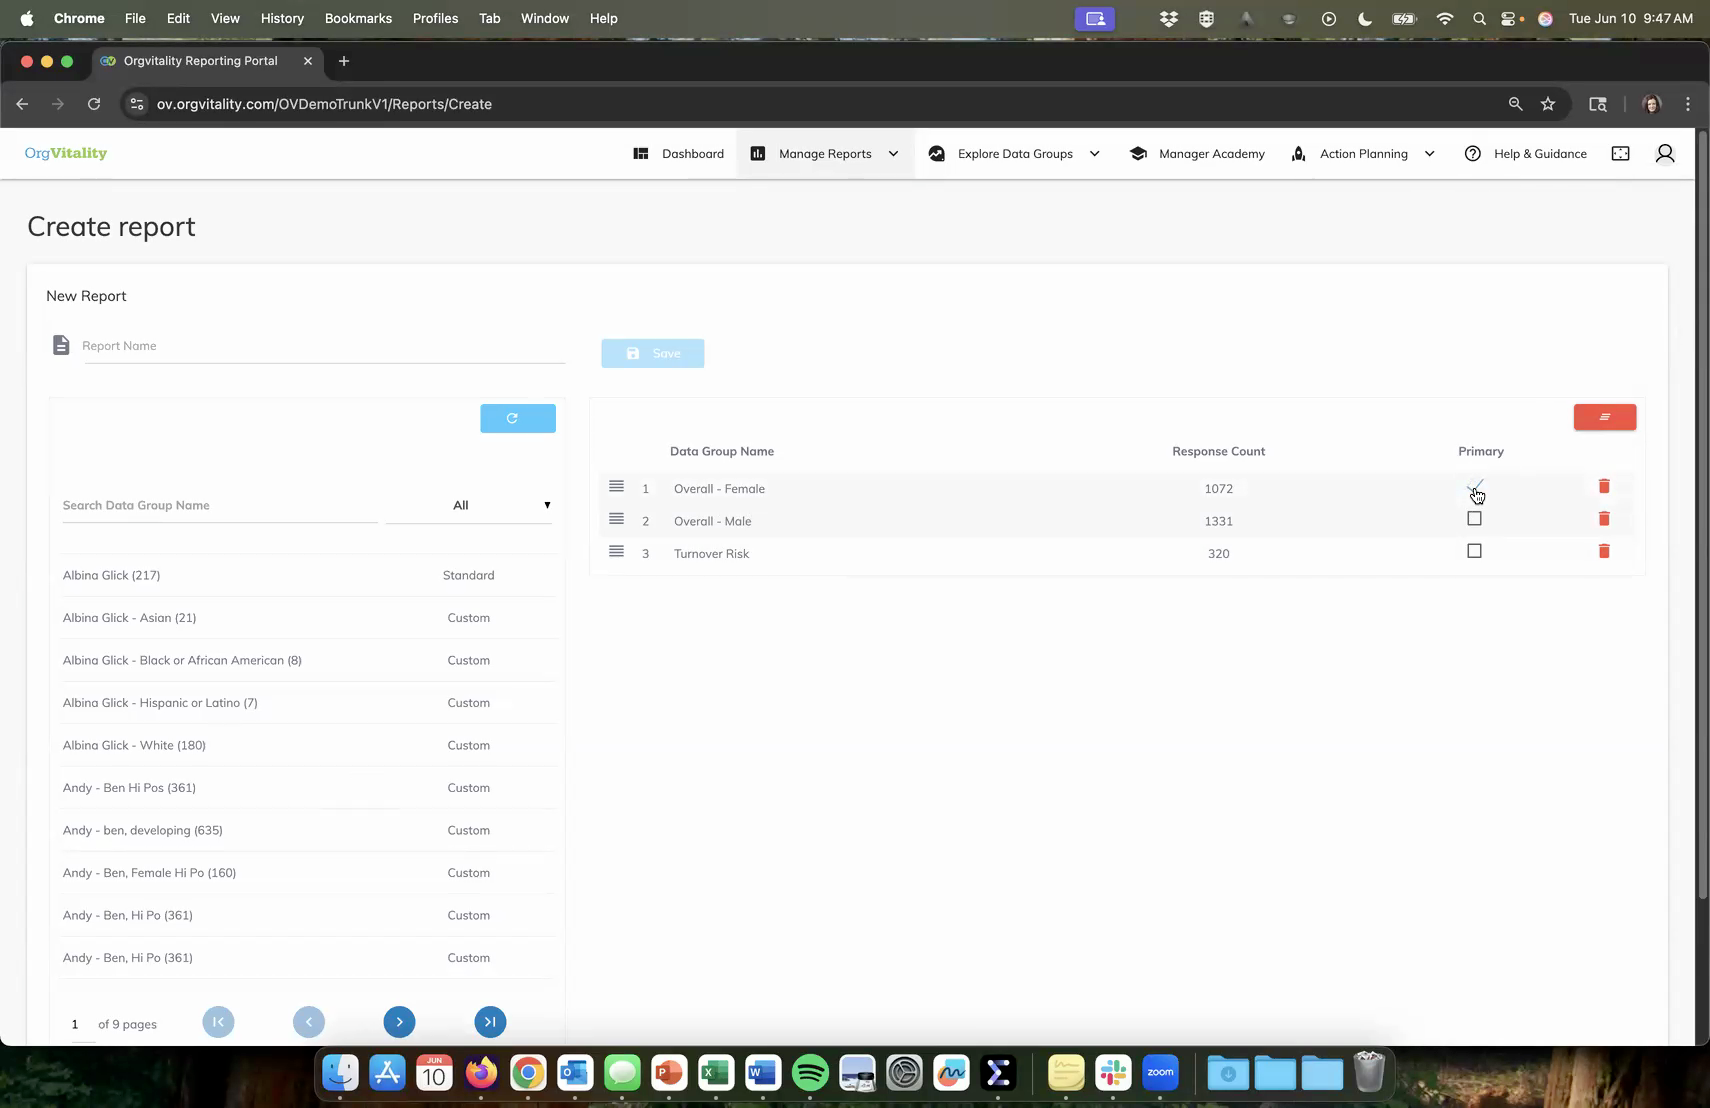 Chrome File Edit View History Bookmarks Profiles Tab Window Help Tue Jun 10 9:47 AM
Orgvitality Reporting Portal
ov.orgvitality.com/OVDemoTrunkV1/Reports/Create
OrgVitality Dashboard Manage Reports Explore Data Groups Manager Academy Action Planning Help & Guidance
Create report
New Report
Report Name Save
Data Group Name Response Count Primary
1 Overall - Female 1072
2 Overall - Male 1331
3 Turnover Risk 320
Search Data Group Name All
Albina Glick (217) Standard
Albina Glick - Asian (21) Custom
Albina Glick - Black or African American (8) Custom
Albina Glick - Hispanic or Latino (7) Custom
Albina Glick - White (180) Custom
Andy - Ben Hi Pos (361) Custom
Andy - ben, developing (635) Custom
Andy - Ben, Female Hi Po (160) Custom
Andy - Ben, Hi Po (361) Custom
Andy - Ben, Hi Po (361) Custom
1 of 9 pages
JUN
10
zoom